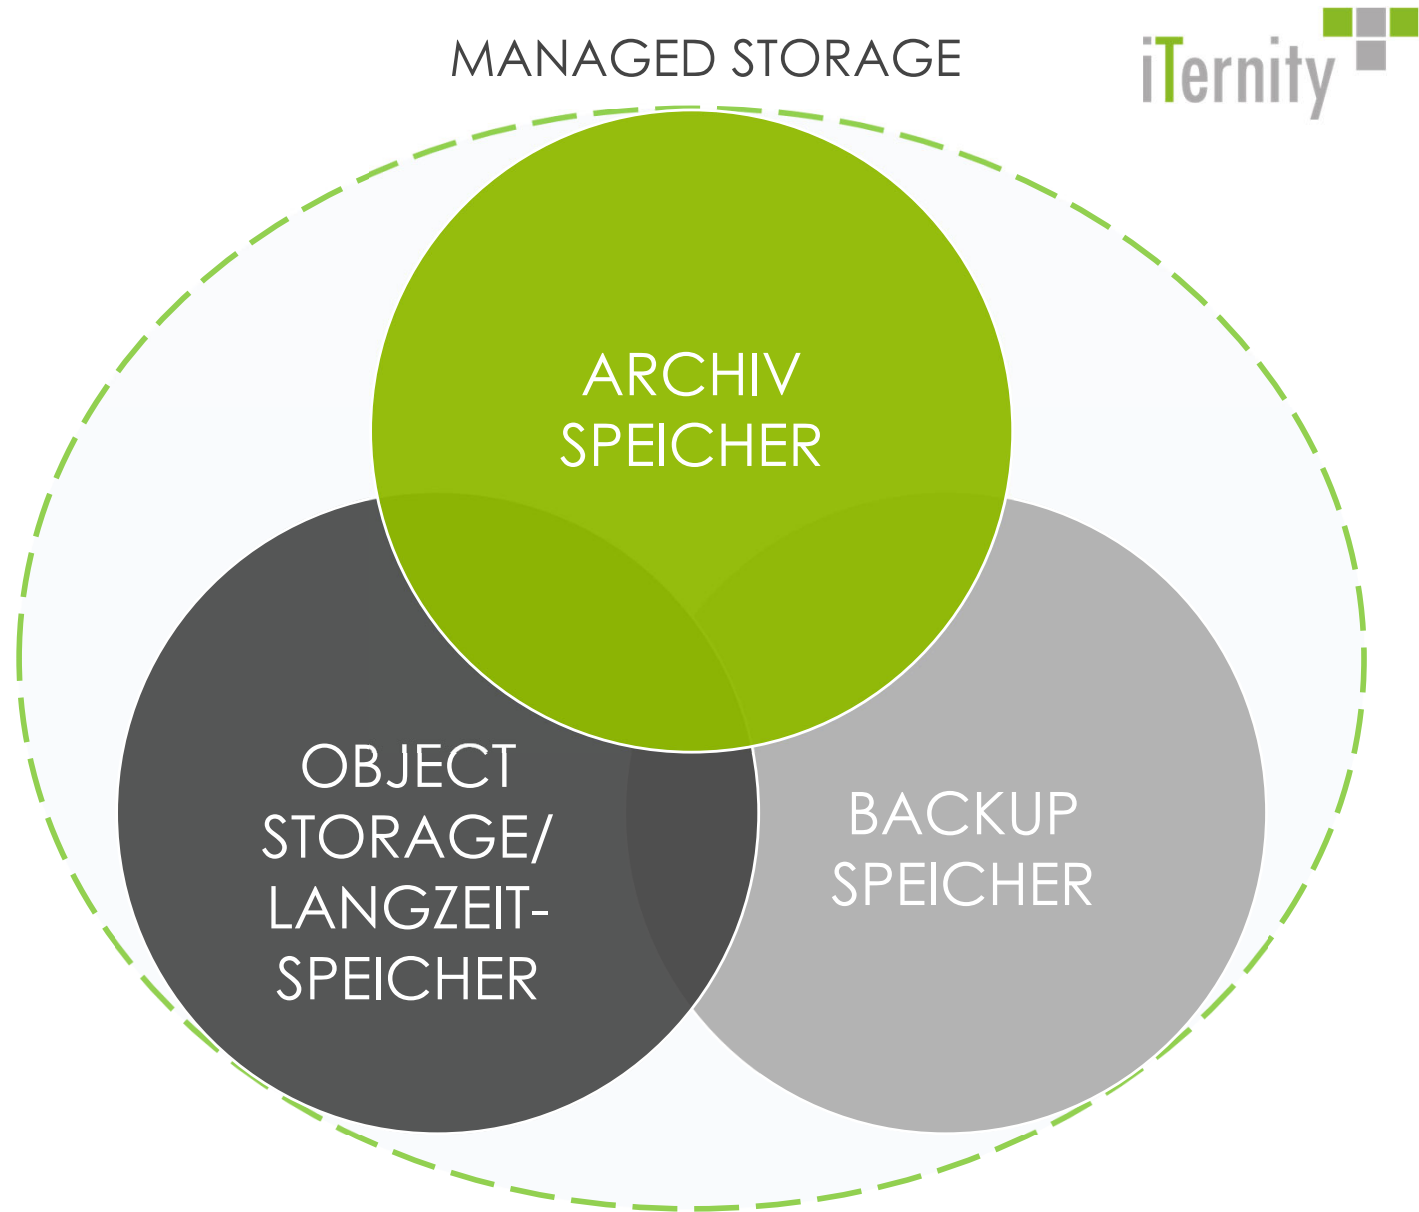 MANAGED STORAGE
iTernity
ARCHIV
SPEICHER
OBJECT
STORAGE/
LANGZEIT-
SPEICHER
BACKUP
SPEICHER